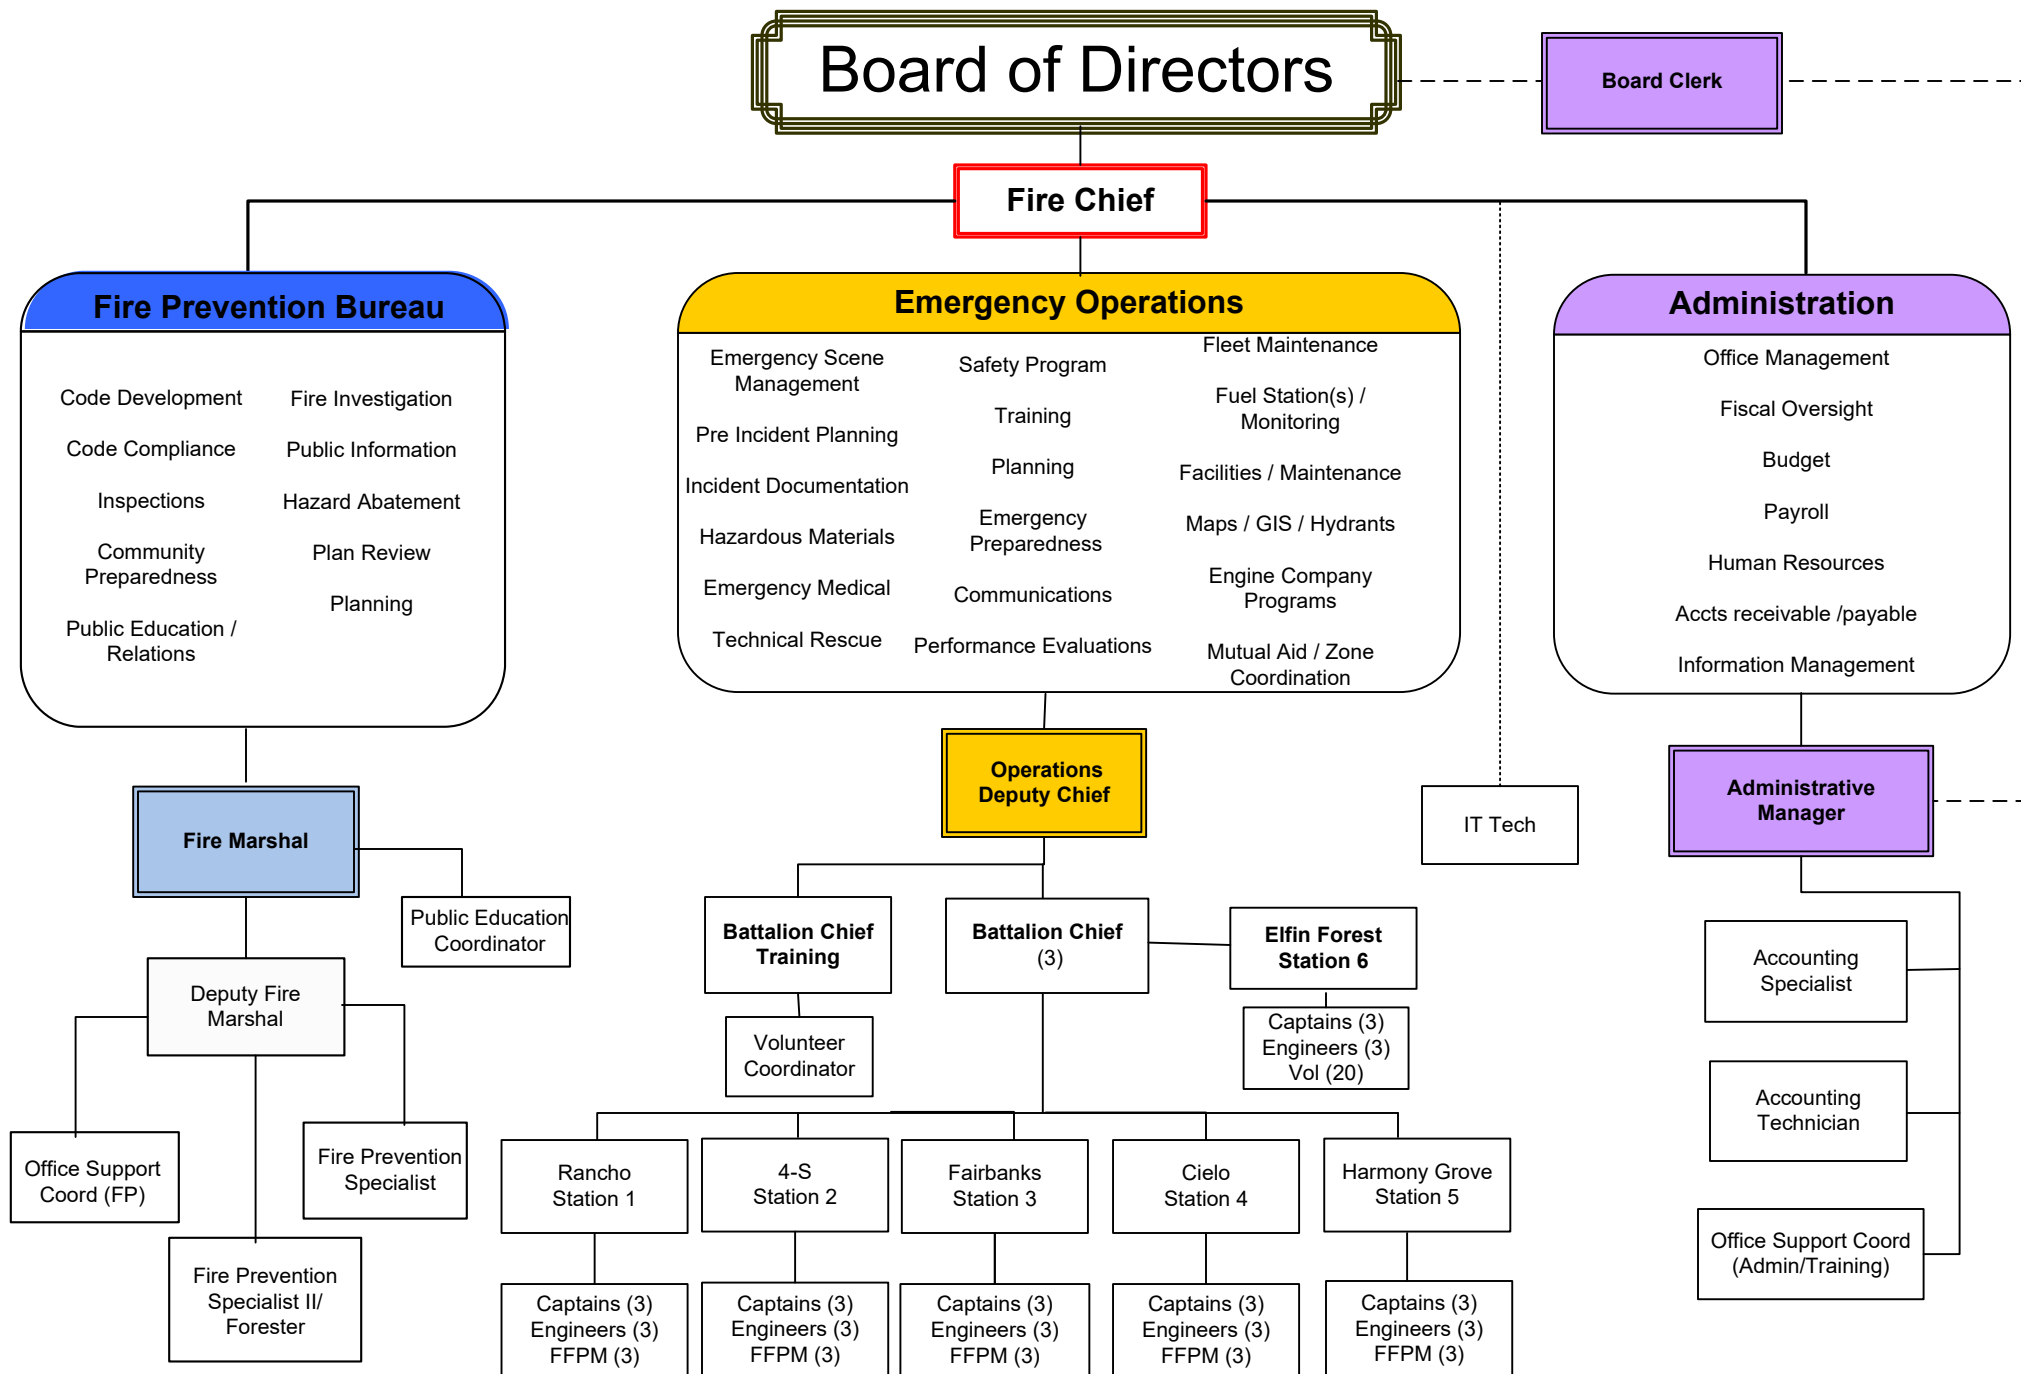 Board of Directors
Board Clerk
Fire Chief
Fire Prevention Bureau
Code Development
Code Compliance
Inspections
Community
Preparedness
Public Education /
Relations
Fire Investigation
Public Information
Hazard Abatement
Plan Review
Planning
Emergency Operations
Emergency Scene
Management
Pre Incident Planning
Incident Documentation
Hazardous Materials
Emergency Medical
Technical Rescue
Safety Program
Training
Planning
Emergency
Preparedness
Communications
Performance Evaluations
Fleet Maintenance
Fuel Station(s) /
Monitoring
Facilities / Maintenance
Maps / GIS / Hydrants
Engine Company
Programs
Mutual Aid / Zone
Coordination
Administration
Office Management
Fiscal Oversight
Budget
Payroll
Human Resources
Accts receivable /payable
Information Management
Fire Marshal
Public Education
Coordinator
Deputy Fire
Marshal
Office Support
Coord (FP)
Fire Prevention
Specialist
Fire Prevention
Specialist II/
Forester
Operations
Deputy Chief
Battalion Chief
Training
Volunteer
Coordinator
Battalion Chief
(3)
Elfin Forest
Station 6
Captains (3)
Engineers (3)
Vol (20)
Rancho
Station 1
4-S
Station 2
Fairbanks
Station 3
Cielo
Station 4
Harmony Grove
Station 5
Captains (3)
Engineers (3)
FFPM (3)
Captains (3)
Engineers (3)
FFPM (3)
Captains (3)
Engineers (3)
FFPM (3)
Captains (3)
Engineers (3)
FFPM (3)
Captains (3)
Engineers (3)
FFPM (3)
IT Tech
Administrative
Manager
Accounting
Specialist
Accounting
Technician
Office Support Coord
(Admin/Training)